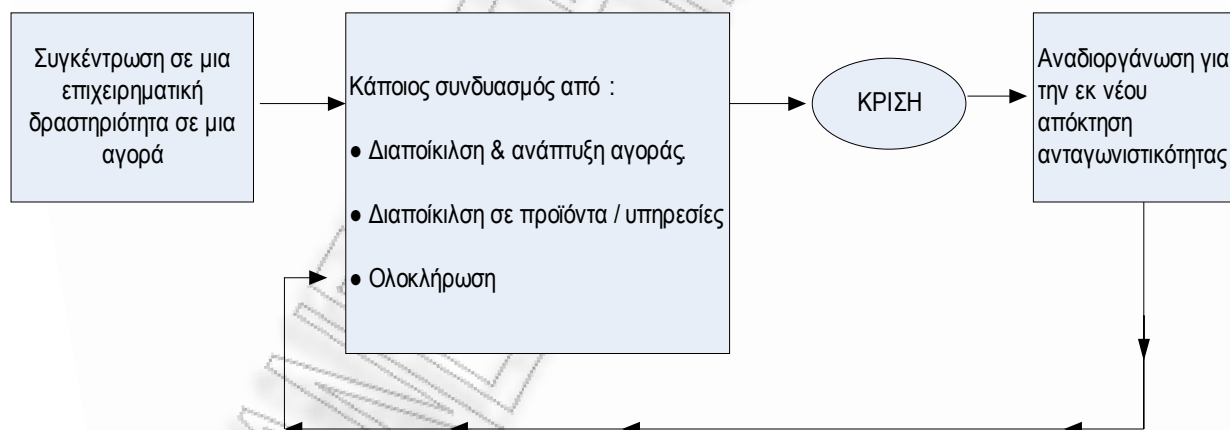 Συγκέντρωση σε μια
επιχειρηματική
δραστηριότητα σε μια
αγορά
Κάποιος συνδυασμός από :
● Διαποίκιλση & ανάπτυξη αγοράς.
● Διαποίκιλση σε προϊόντα / υπηρεσίες
● Ολοκλήρωση
ΚΡΙΣΗ
Αναδιοργάνωση για
την εκ νέου
απόκτηση
ανταγωνιστικότητας